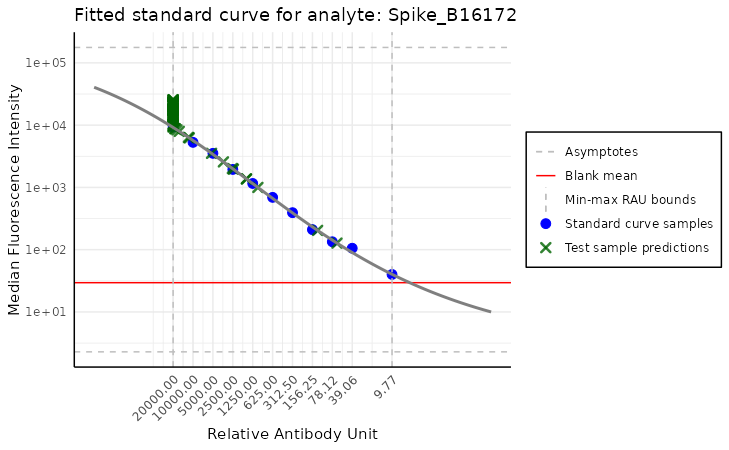 Fitted standard curve for analyte: Spike_B16172
Median Fluorescence Intensity
1e+05
1e+04
1e+03
1e+02
1e+01
20000.00
10000.00
5000.00
2500.00
1250.00
625.00
312.50
156.25
78.12
39.06
9.77
Relative Antibody Unit
Asymptotes
Blank mean
Min-max RAU bounds
Standard curve samples
Test sample predictions